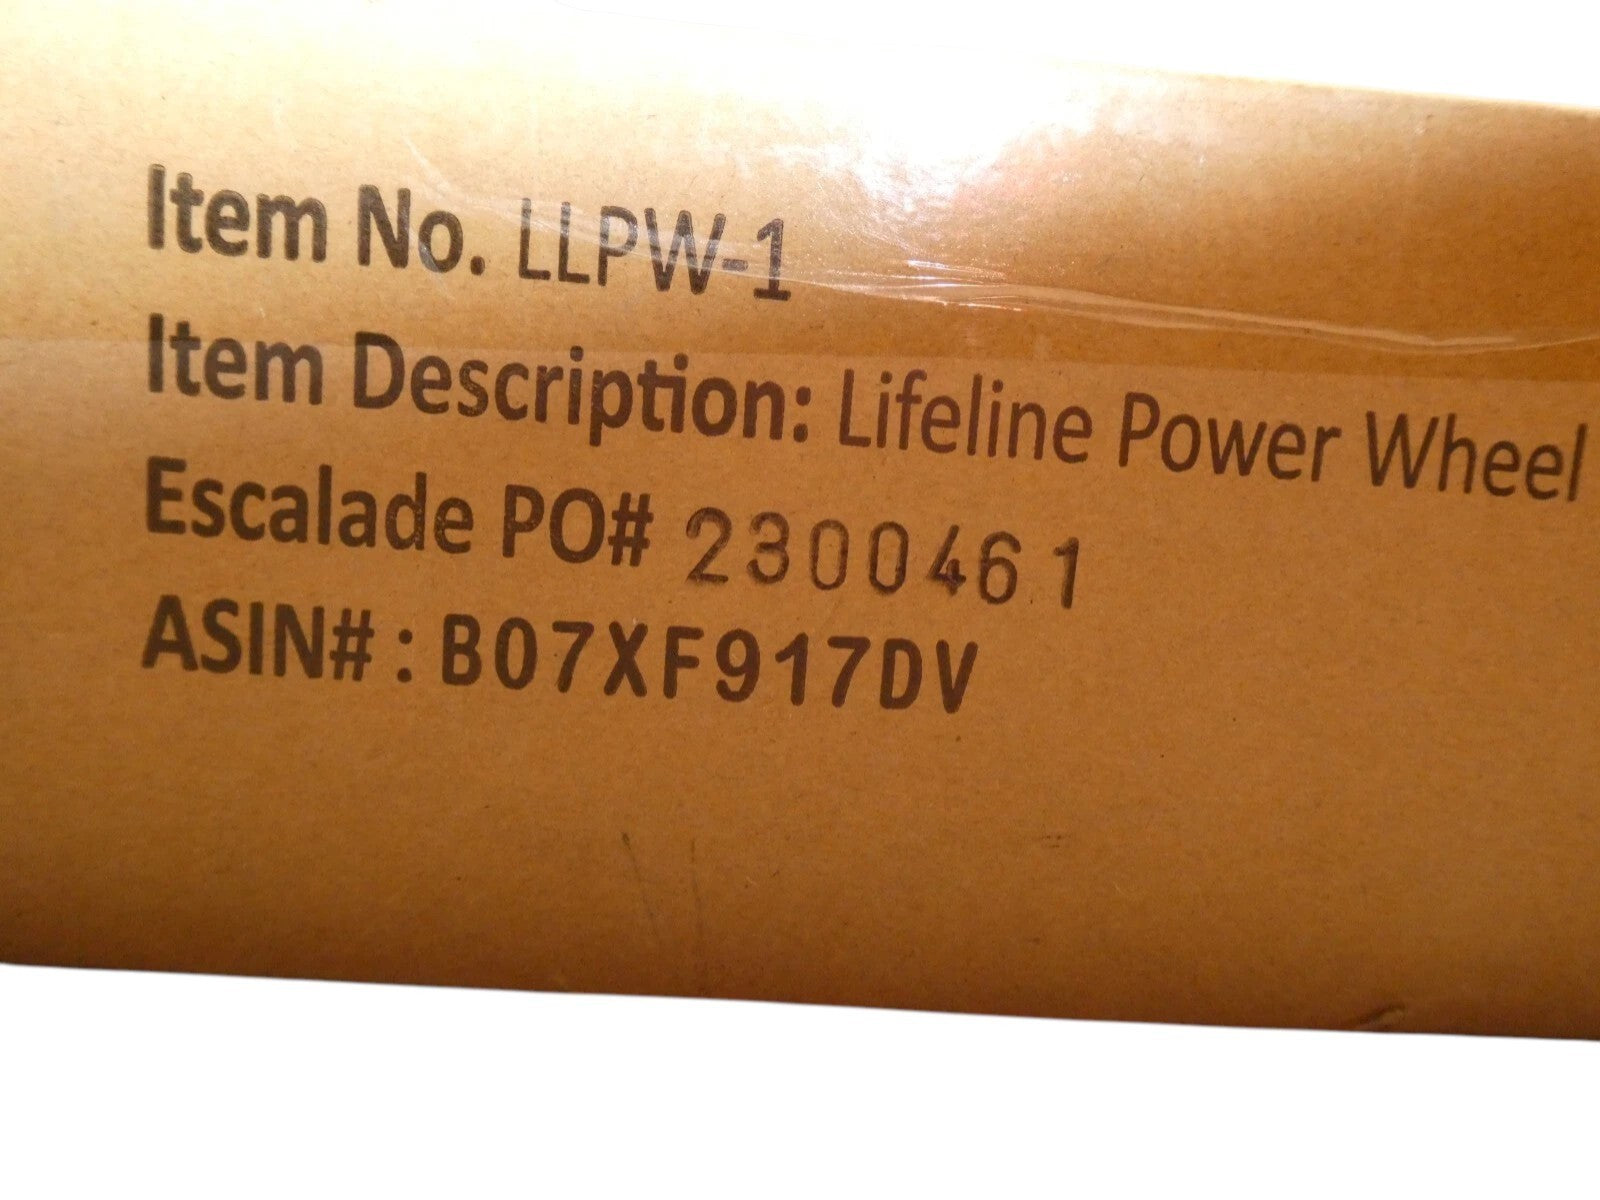 Item No. LLPW-1
Item Description: Lifeline Power Wheel
Escalade PO# 2300461
ASIN#: B07XF917DV